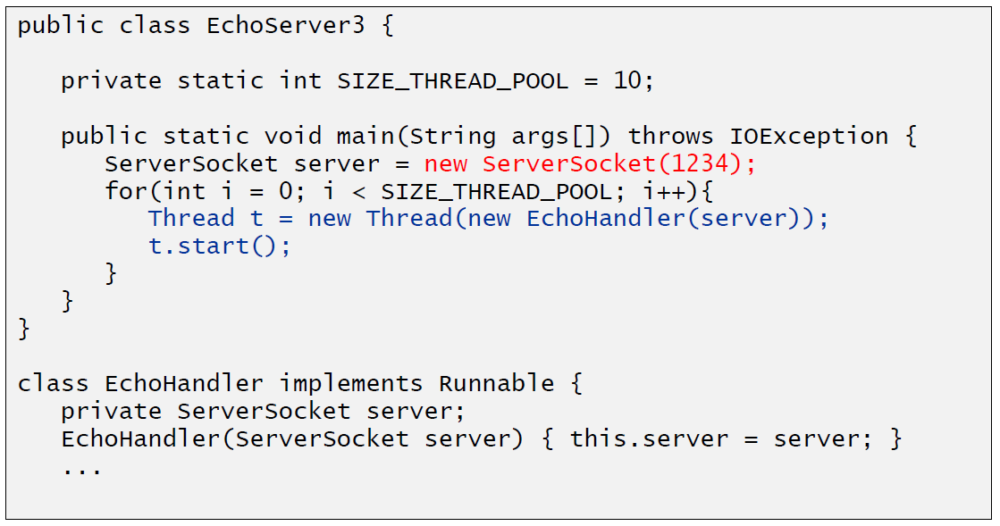 public class EchoServer3 {
private static int SIZE_THREAD_POOL = 10;
public static void main(String args[]) throws IOException {
ServerSocket server = new ServerSocket(1234);
for(int i = 0; i < SIZE_THREAD_POOL; i++){
Thread t = new Thread(new EchoHandler(server));
t.start();
}
}
}
class EchoHandler implements Runnable {
private ServerSocket server;
EchoHandler(ServerSocket server) { this.server = server; }
...